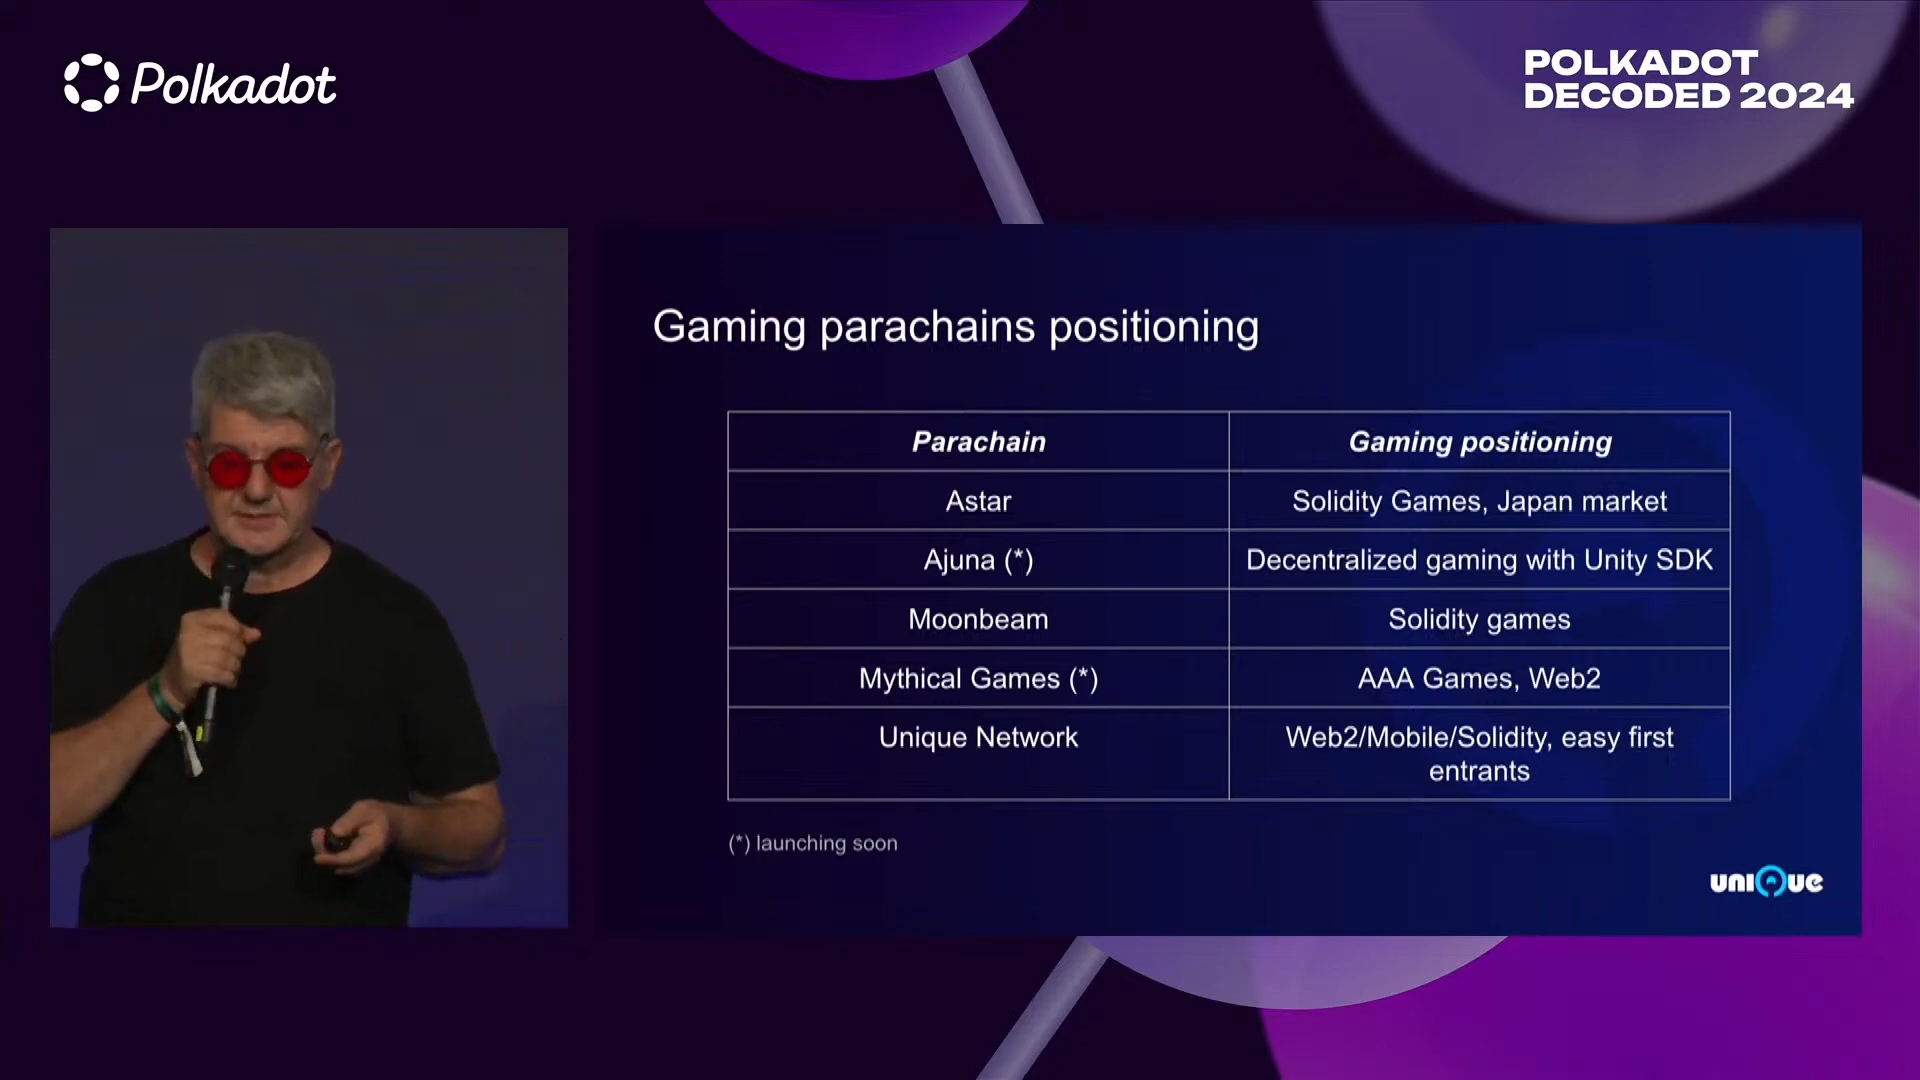 Polkadot
POLKADOT
DECODED 2024
Gaming parachains positioning
Parachain
Gaming positioning
Astar
Solidity Games, Japan market
Ajuna (*)
Decentralized gaming with Unity SDK
Moonbeam
Solidity games
Mythical Games (*)
AAA Games, Web2
Unique Network
Web2/Mobile/Solidity, easy first
entrants
(*) launching soon
UNIQUE